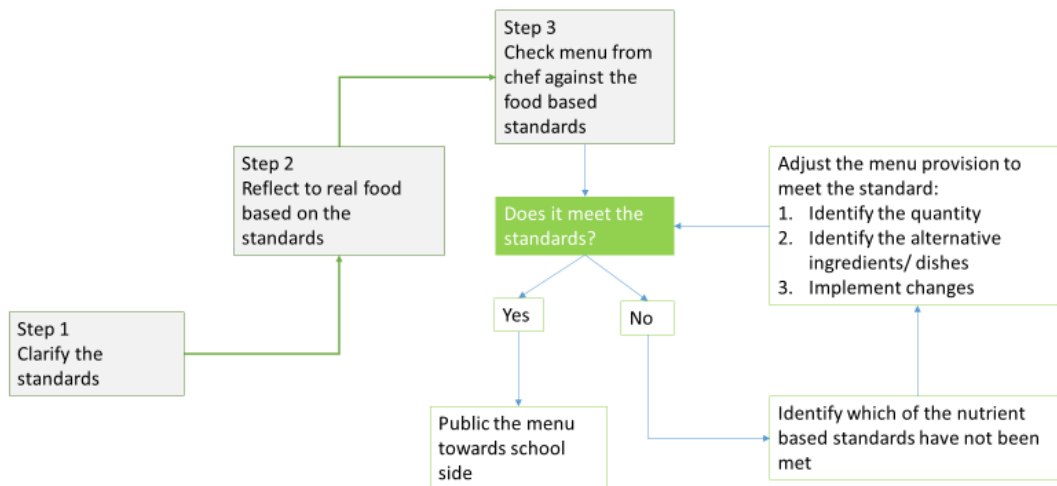 Step 1
Clarify the
standards
Step 2
Reflect to real food
based on the
standards
Step 3
Check menu from
chef against the
food based
standards
Does it meet the
standards?
Yes
No
Public the menu
towards school
side
Identify which of the nutrient
based standards have not been
met
Adjust the menu provision to
meet the standard:
1. Identify the quantity
2. Identify the alternative
ingredients/ dishes
3. Implement changes